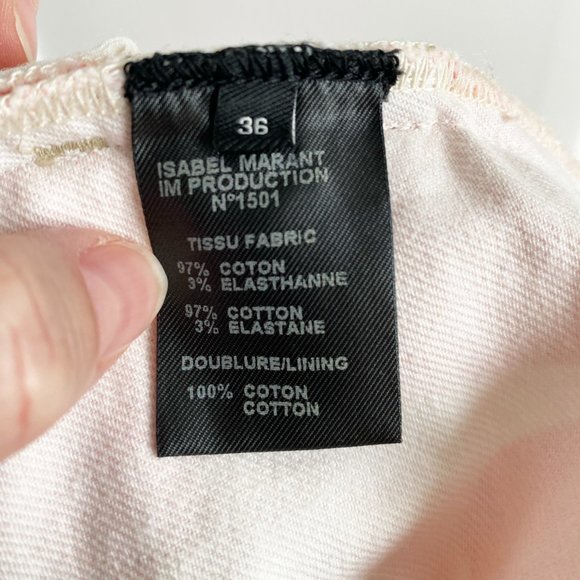 36
ISABEL MARANT
IM PRODUCTION
N°1501
TISSU FABRIC
97% COTON
3% ELASTHANNE
97% COTTON
3% ELASTANE
DOUBLURE/LINING
100% COTON
COTTON